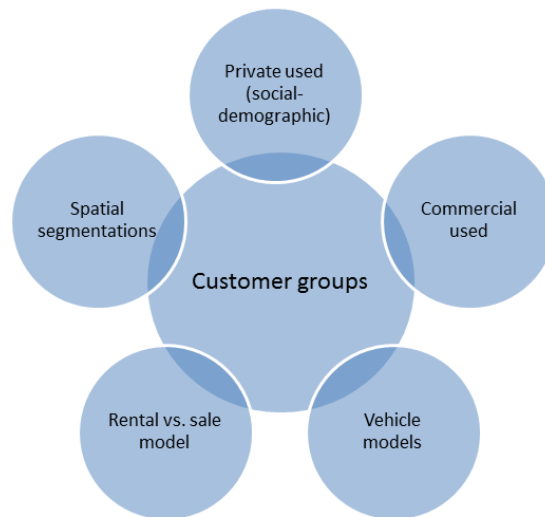 Private used
(social-
demographic)
Spatial
segmentations
Commercial
used
Customer groups
Rental vs. sale
model
Vehicle
models